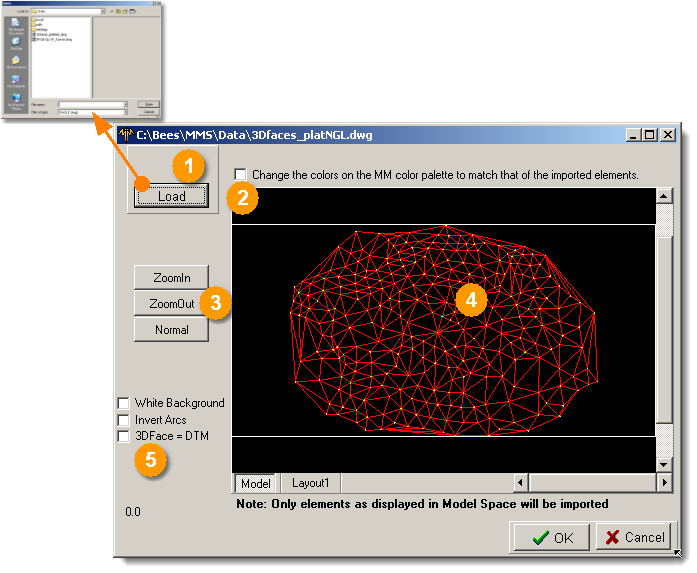 C:\Bees\MMS\Data\3Dfaces_platNGL.dwg
1
Load
Change the colors on the MM color palette to match that of the imported elements.
2
ZoomIn
ZoomOut
3
Normal
4
White Background
Invert Arcs
3DFace = DTM
5
Model
Layout1
Note: Only elements as displayed in Model Space will be imported
0.0
OK
Cancel